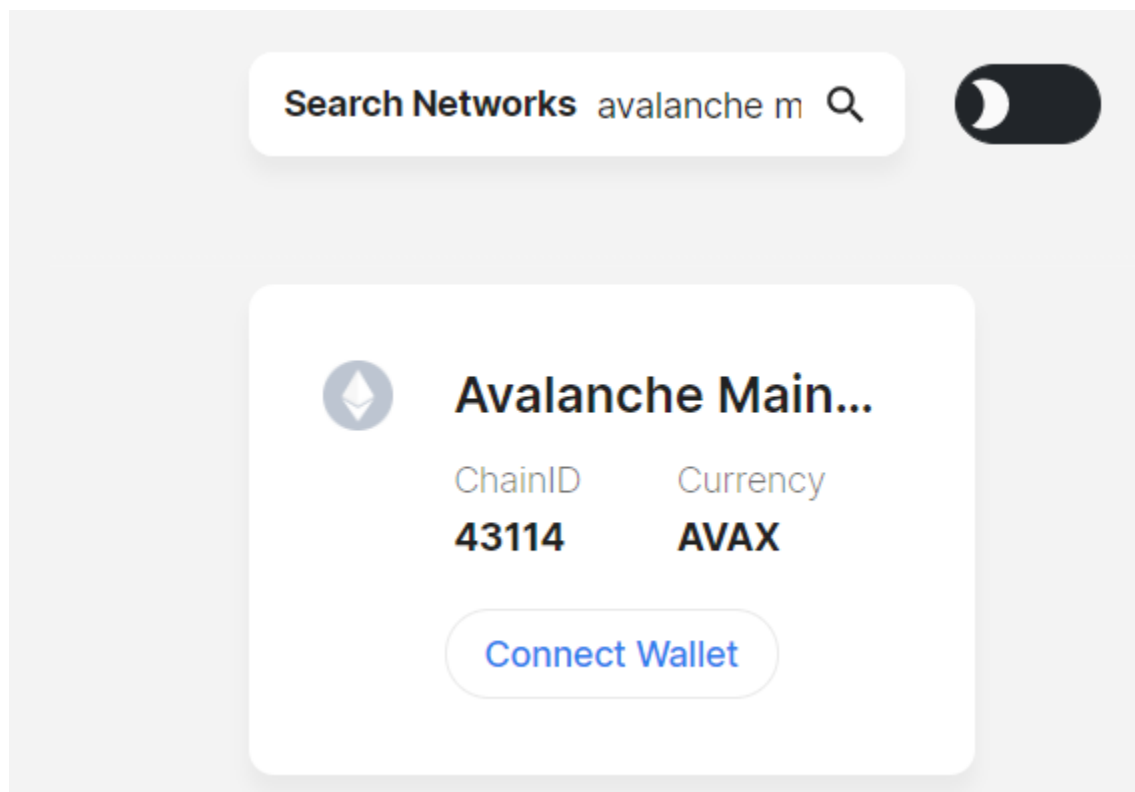 Search Networks avalanche m
Avalanche Main...
ChainID Currency
43114 AVAX
Connect Wallet